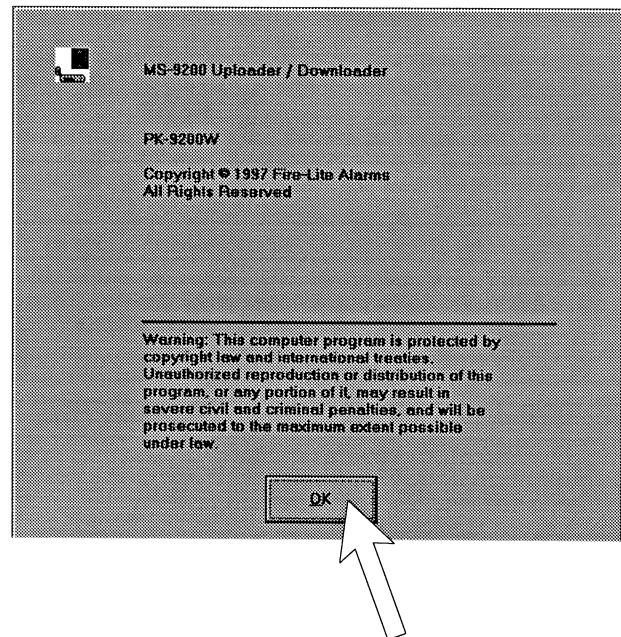 MS-9200 Uploader / Downloader
PK-9200W
Copyright © 1997 Fire-Lite Alarms
All Rights Reserved
Warning: This computer program is protected by
copyright law and international treaties.
Unauthorized reproduction or distribution of this
program, or any portion of it, may result in
severe civil and criminal penalties, and will be
prosecuted to the maximum extent possible
under law.
OK